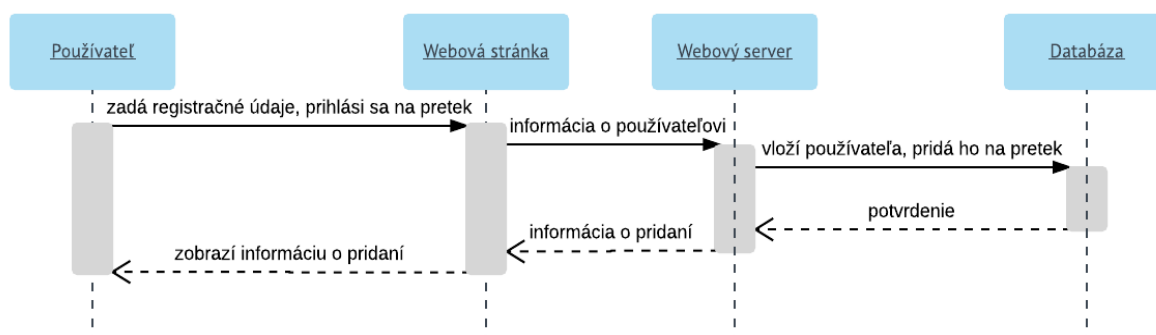 Používateľ
Webová stránka
Webový server
Databáza
zadá registračné údaje, prihlási sa na pretek
informácia o používateľovi
vloží používateľa, pridá ho na pretek
potvrdenie
informácia o pridaní
zobrazí informáciu o pridaní